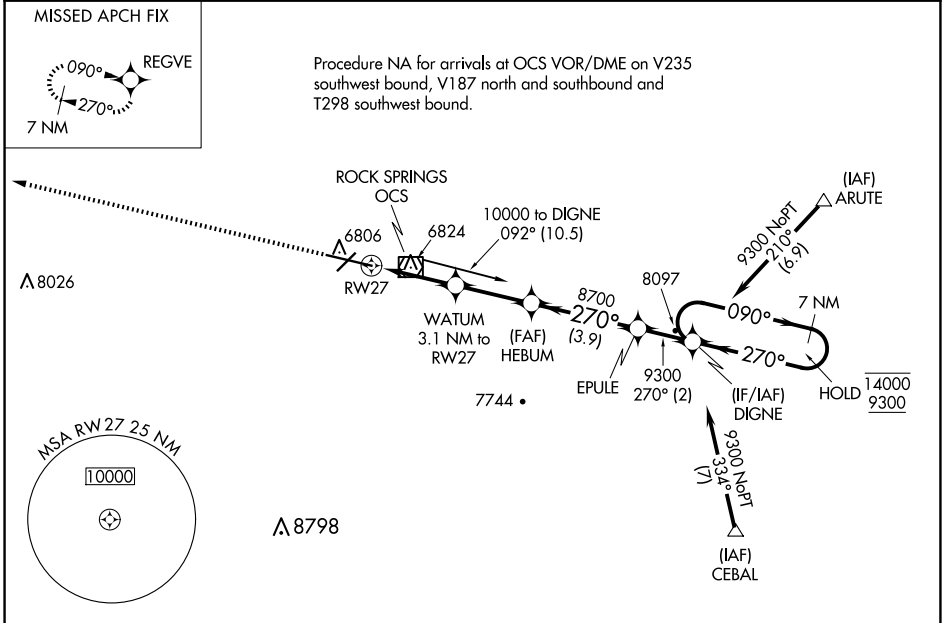 MISSED APCH FIX
090°
REGVE
270°
7 NM
Procedure NA for arrivals at OCS VOR/DME on V235
southwest bound, V187 north and southbound and
T298 southwest bound.
ROCK SPRINGS
OCS
6806
6824
10000 to DIGNE
092° (10.5)
(IAF)
ARUTE
9300 NoPT
210°
(6.9)
8026
RW27
8700
270°
(3.9)
8097
7 NM
090°
270°
WATUM
3.1 NM to
RW27
(FAF)
HEBUM
EPULE
9300
270° (2)
(IF/IAF)
DIGNE
HOLD
14000
9300
7744
MSA RW 27 25 NM
10000
8798
9300 NoPT
334°
(7)
(IAF)
CEBAL